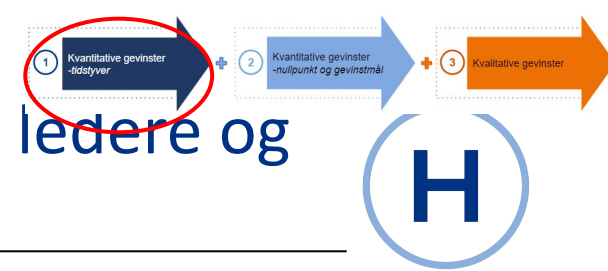 1
Kvantitative gevinster
-tidstyver
2
Kvantitative gevinster
-nullpunkt og gevinstmål
3
Kvalitative gevinster
ledere og
H